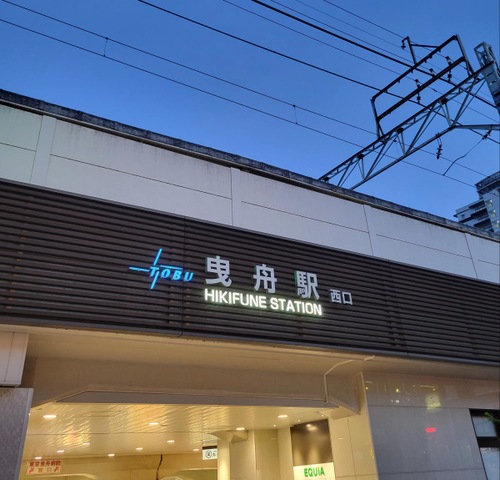 TOBU
曳舟駅 西口
HIKIFUNE STATION
EQUiA